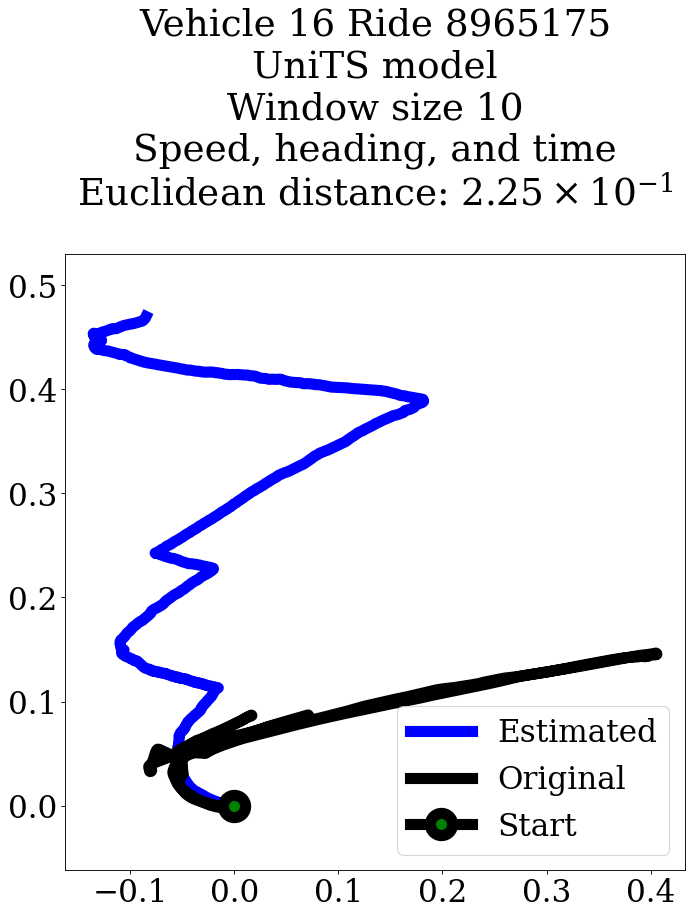 Vehicle 16 Ride 8965175
UniTS model
Window size 10
Speed, heading, and time
Euclidean distance: 2.25 × 10⁻¹
0.5
0.4
0.3
0.2
0.1
0.0
Estimated
Original
Start
−0.1 0.0 0.1 0.2 0.3 0.4